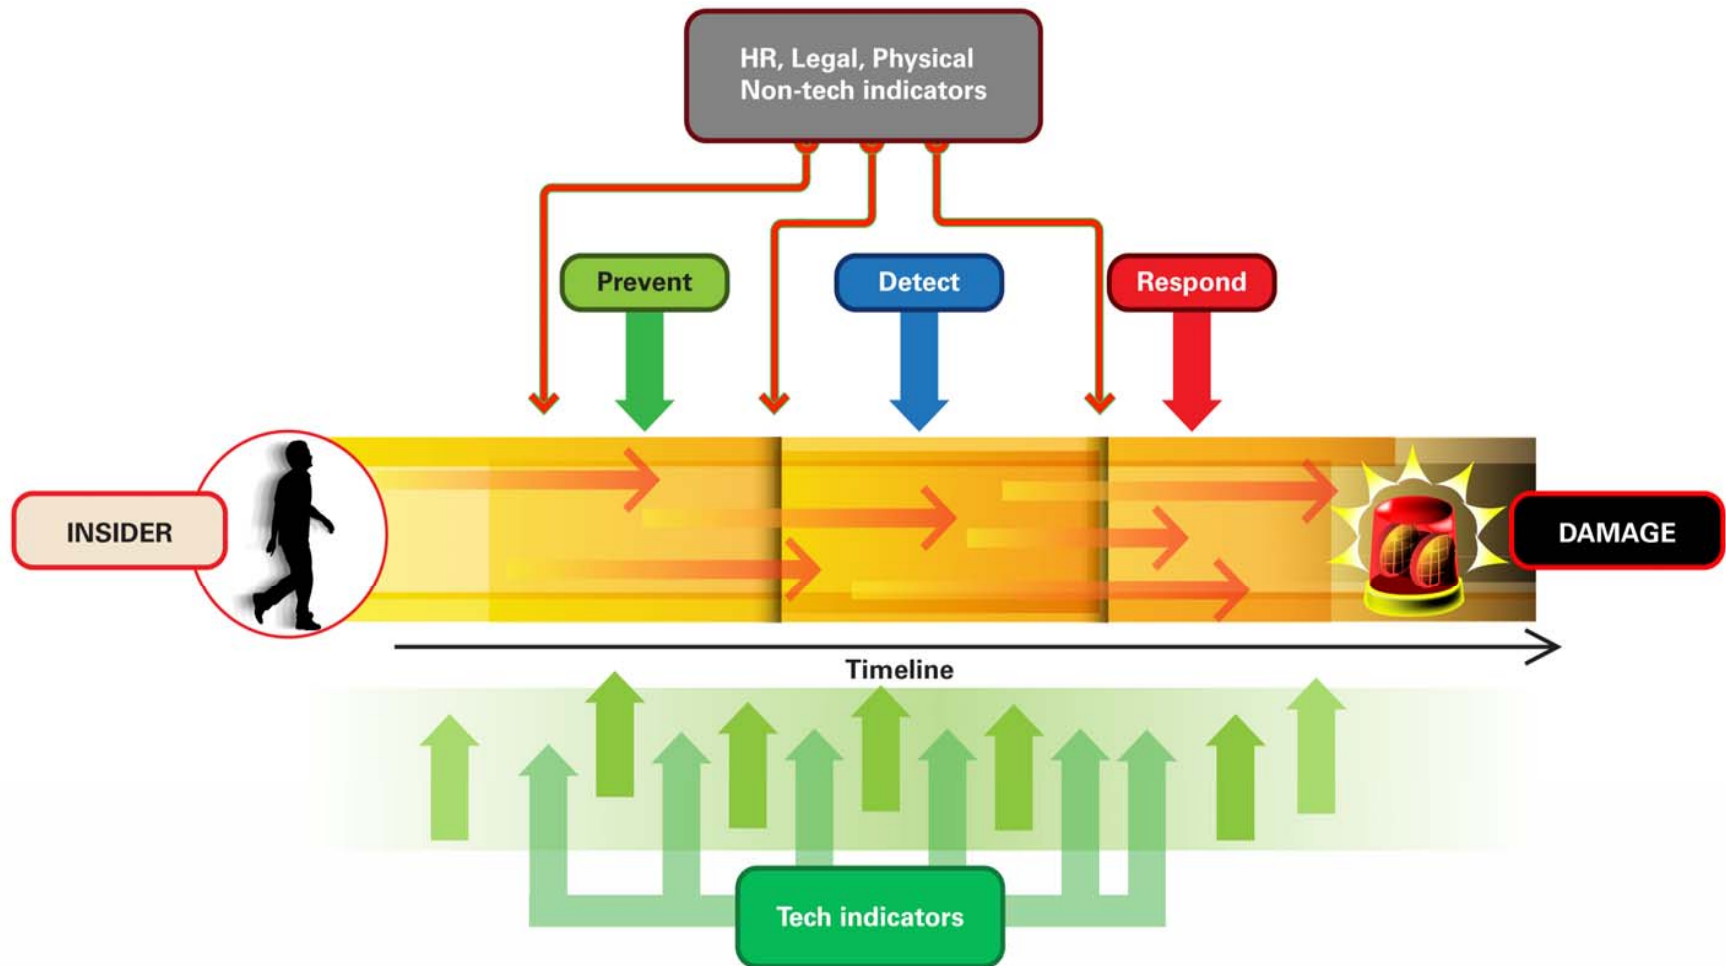 HR, Legal, Physical
Non-tech indicators
Prevent
Detect
Respond
INSIDER
DAMAGE
Timeline
Tech indicators